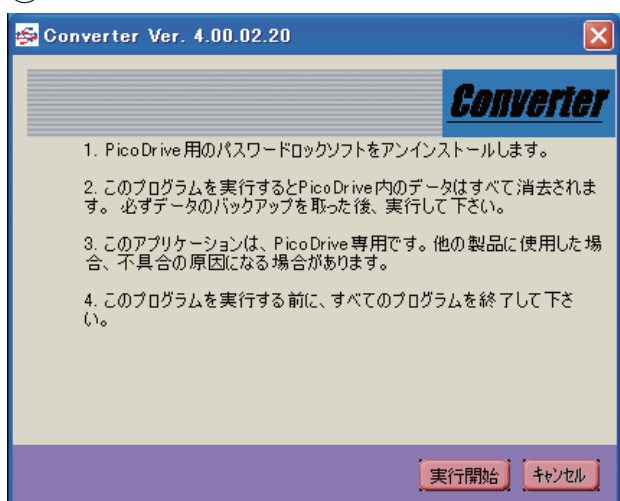 Converter Ver. 4.00.02.20
Converter
1. PicoDrive用のパスワードロックソフトをアンインストールします。
2. このプログラムを実行するとPicoDrive内のデータはすべて消去されま
す。 必ずデータのバックアップを取った後、実行して下さい。
3. このアプリケーションは、PicoDrive専用です。他の製品に使用した場
合、不具合の原因になる場合があります。
4. このプログラムを実行する前に、すべてのプログラムを終了して下さ
い。
実行開始 キャンセル